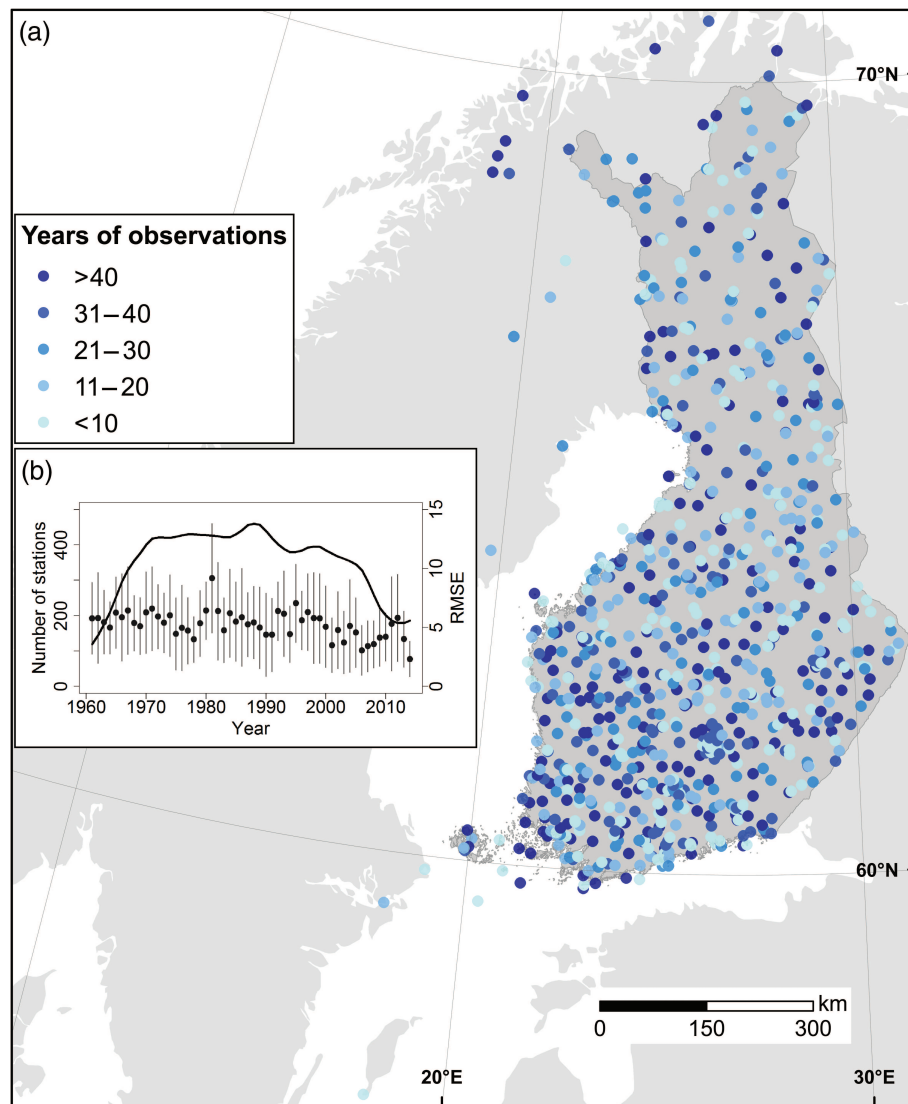 (a)
70°N
Years of observations
>40
31–40
21–30
11–20
<10
(b)
Number of stations
400
200
0
15
10
5
0
RMSE
1960 1970 1980 1990 2000 2010
Year
60°N
km
0 150 300
20°E
30°E